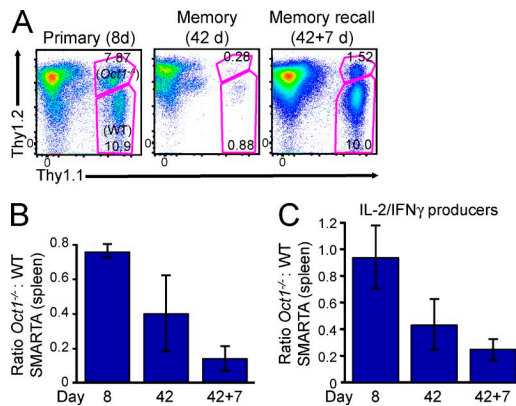 A
Primary (8d)
Memory (42 d)
Memory recall (42+7 d)
7.87
(Oct1-/-)
(WT)
10.9
0.28
0.88
1.52
10.0
Thy1.2
0
0
0
0
0
0
Thy1.1
B
Ratio Oct1-/-: WT
SMARTA (spleen)
0.8
0.6
0.4
0.2
0
Day 8 42 42+7
C
IL-2/IFNγ producers
Ratio Oct1-/-: WT
SMARTA (spleen)
1.2
1.0
0.8
0.6
0.4
0.2
0
Day 8 42 42+7